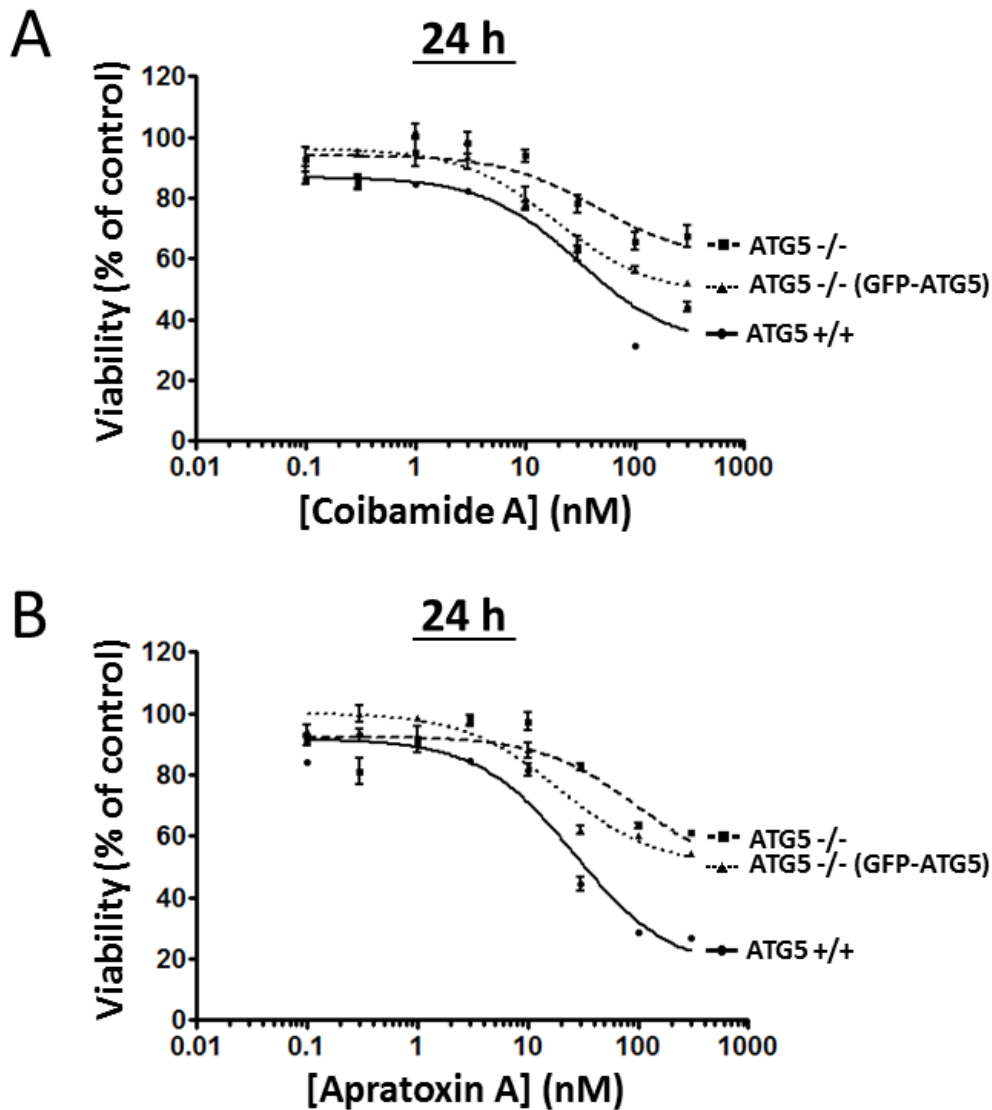 A
24 h
Viability (% of control)
120
100
80
60
40
20
0
0.01
0.1
1
10
100
1000
[Coibamide A] (nM)
ATG5 -/-
ATG5 -/- (GFP-ATG5)
ATG5 +/+
B
24 h
Viability (% of control)
120
100
80
60
40
20
0
0.01
0.1
1
10
100
1000
[Apratoxin A] (nM)
ATG5 -/-
ATG5 -/- (GFP-ATG5)
ATG5 +/+